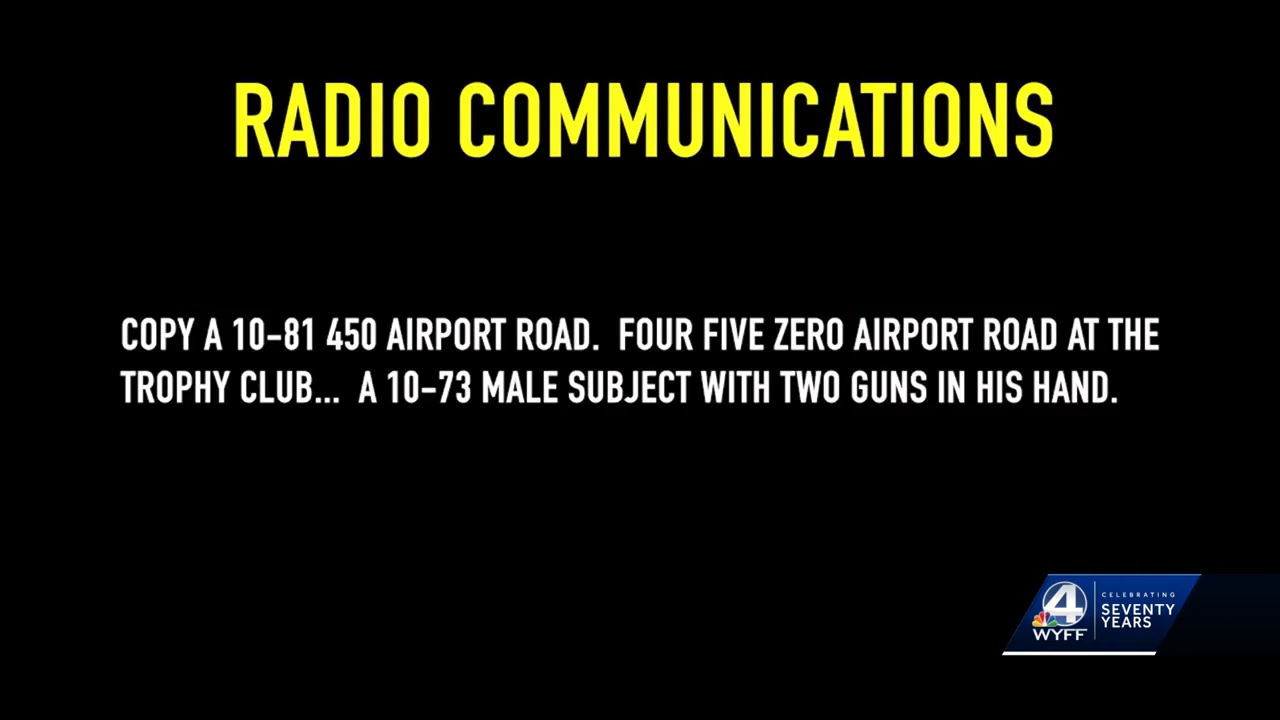 RADIO COMMUNICATIONS
COPY A 10-81 450 AIRPORT ROAD.  FOUR FIVE ZERO AIRPORT ROAD AT THE
TROPHY CLUB...  A 10-73 MALE SUBJECT WITH TWO GUNS IN HIS HAND.
4
WYFF
CELEBRATING
SEVENTY
YEARS